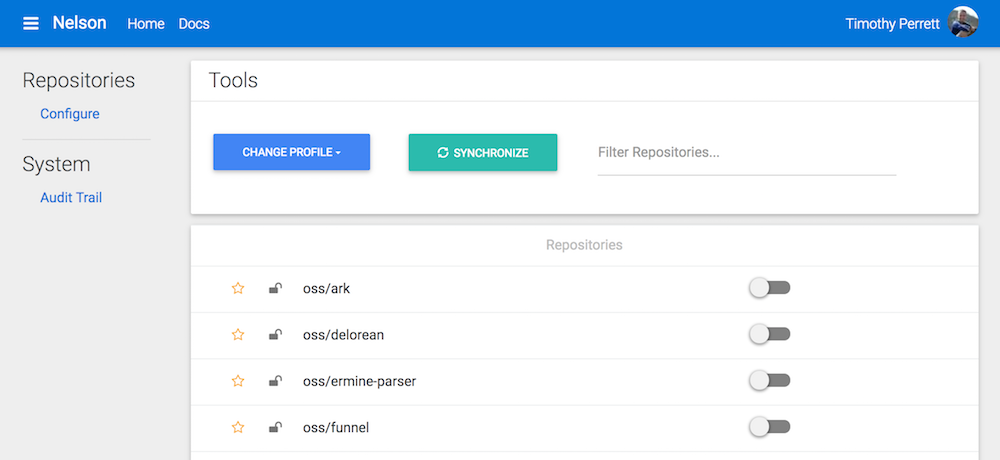 Nelson Home Docs Timothy Perrett
Repositories
Configure
System
Audit Trail
Tools
CHANGE PROFILE SYNCHRONIZE Filter Repositories...
Repositories
oss/ark
oss/delorean
oss/ermine-parser
oss/funnel